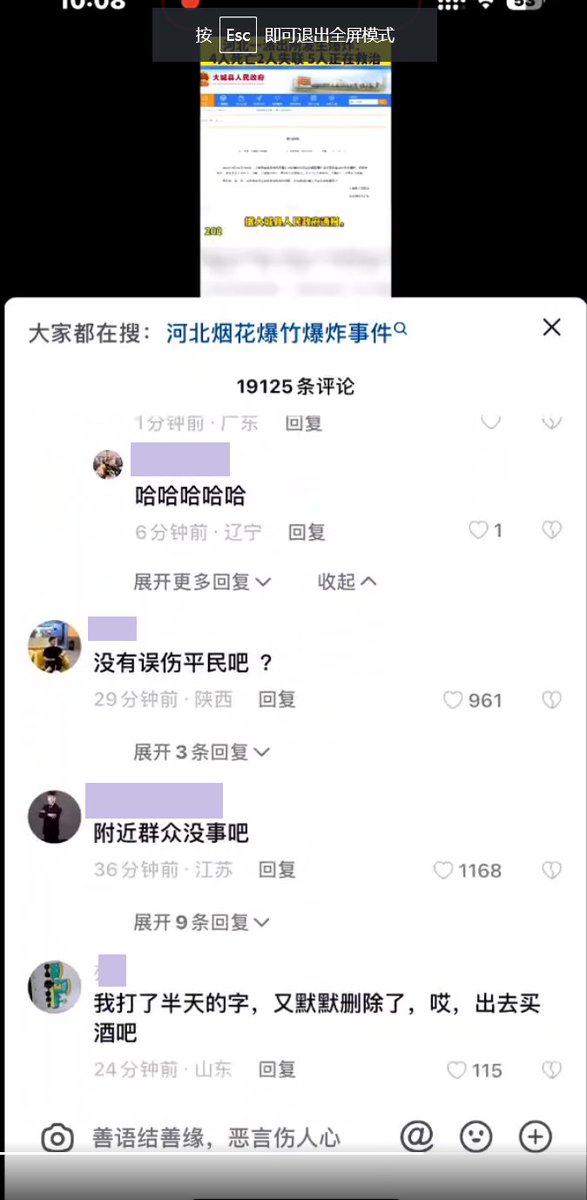 10:08
按 Esc 即可退出全屏模式
4人死亡2人失联 5人正在救治
大城县人民政府
据大城县人民政府通报。
大家都在搜：河北烟花爆竹爆炸事件
19125条评论
1分钟前·广东 回复
哈哈哈哈哈
6分钟前·辽宁 回复 1
展开更多回复 收起
没有误伤平民吧 ？
29分钟前·陕西 回复 961
展开3条回复
附近群众没事吧
36分钟前·江苏 回复 1168
展开9条回复
我打了半天的字，又默默删除了，哎，出去买
酒吧
24分钟前·山东 回复 115
善语结善缘，恶言伤人心